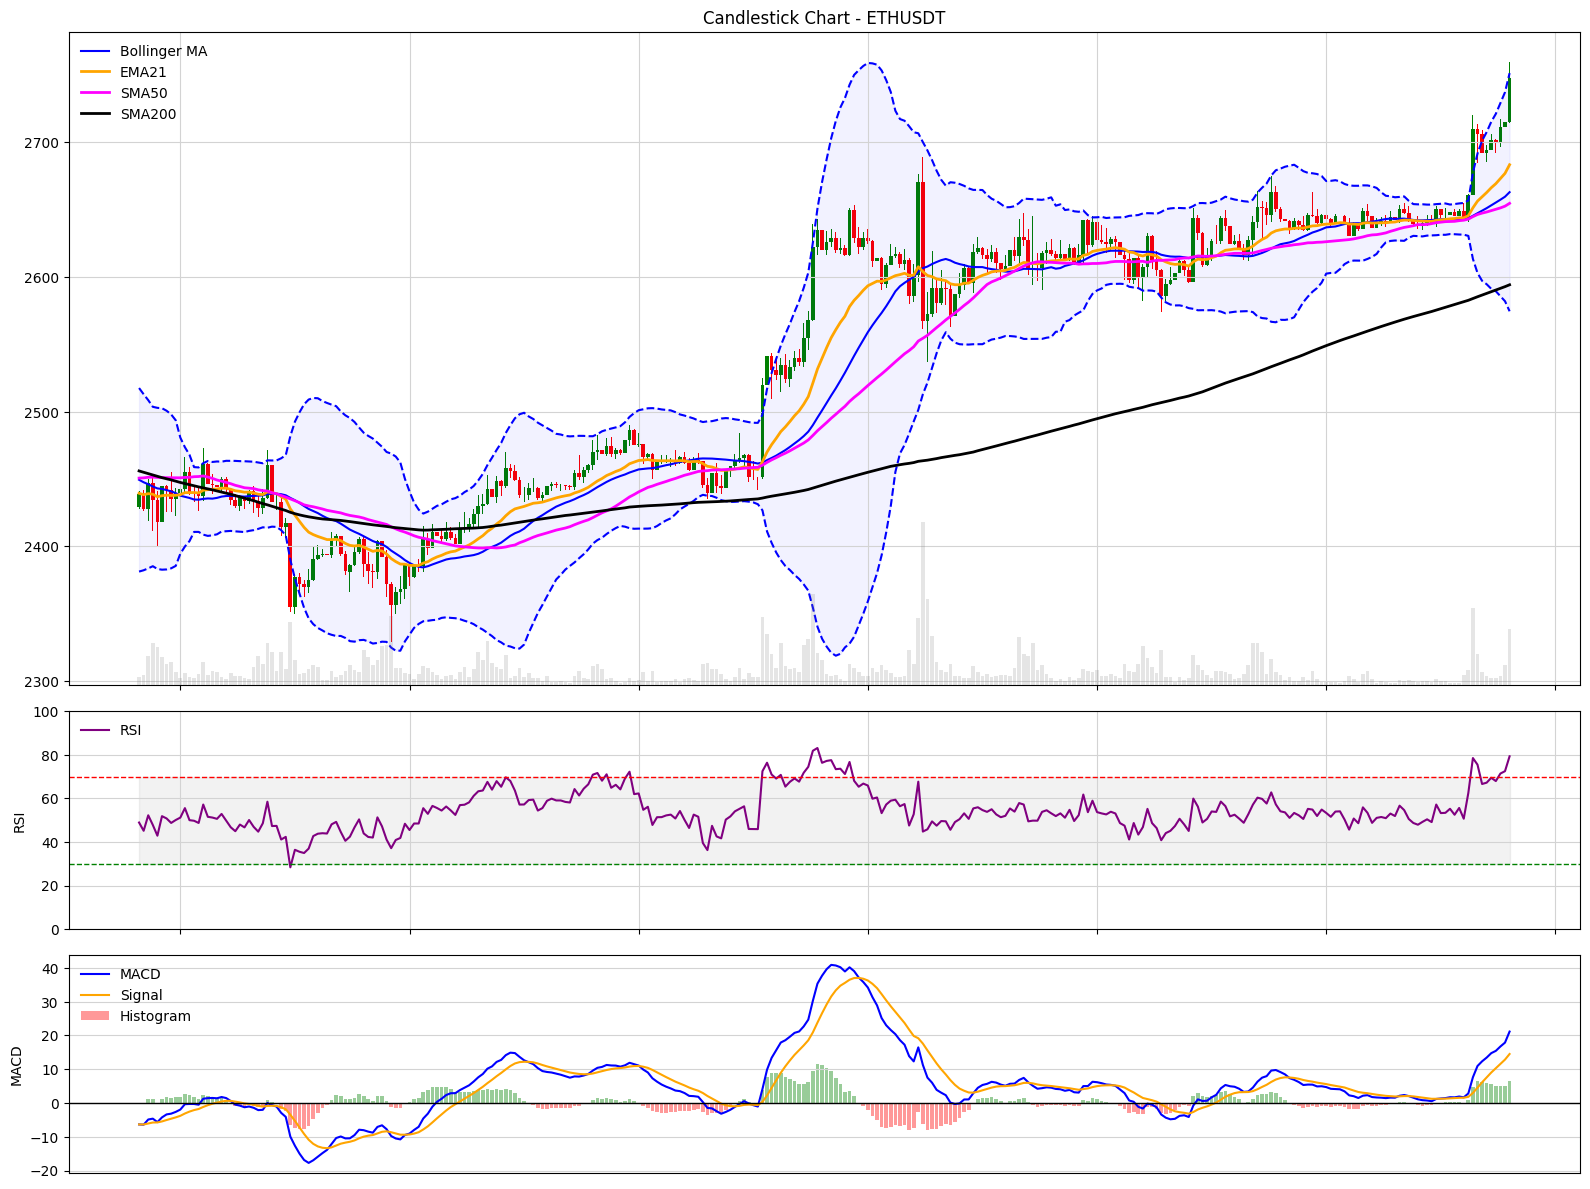 Candlestick Chart - ETHUSDT
Bollinger MA
EMA21
SMA50
SMA200
2700
2600
2500
2400
2300
100
80
60
40
20
0
RSI
RSI
40
30
20
10
0
−10
−20
MACD
MACD
Signal
Histogram